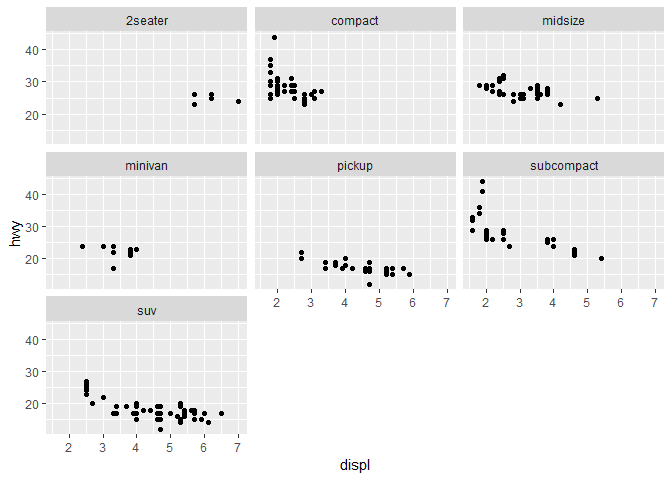 2seater compact midsize
40
30
20
minivan pickup subcompact
40
30
20
hwy
2 3 4 5 6 7 2 3 4 5 6 7
suv
40
30
20
2 3 4 5 6 7
displ